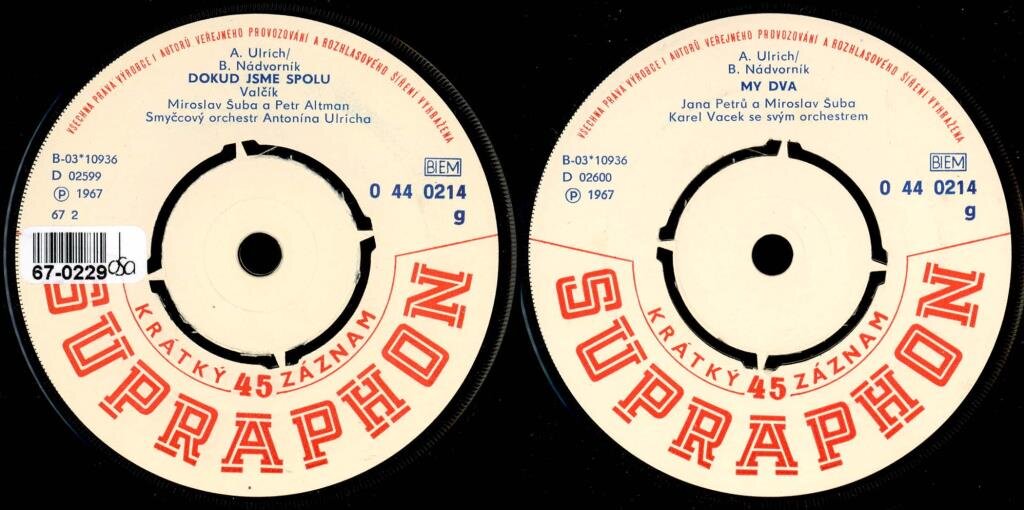 VŠECHNA PRÁVA VÝROBCE I AUTORŮ VEŘEJNÉHO PROVOZOVÁNÍ A ROZHLASOVÉHO ŠÍŘENÍ VYHRAŽENA
A. Ulrich/
B. Nádvorník
DOKUD JSME SPOLU
Valčík
Miroslav Šuba a Petr Altman
Smyčcový orchestr Antonína Ulricha
B-03*10936
D 02599
Ⓟ 1967
67 2
BIEM
0 44 0214
g
67-0229
osa
KRÁTKÝ 45 ZÁZNAM
SUPRAPHON
VŠECHNA PRÁVA VÝROBCE I AUTORŮ VEŘEJNÉHO PROVOZOVÁNÍ A ROZHLASOVÉHO ŠÍŘENÍ VYHRAŽENA
A. Ulrich/
B. Nádvorník
MY DVA
Jana Petrů a Miroslav Šuba
Karel Vacek se svým orchestrem
B-03*10936
D 02600
Ⓟ 1967
BIEM
0 44 0214
g
KRÁTKÝ 45 ZÁZNAM
SUPRAPHON